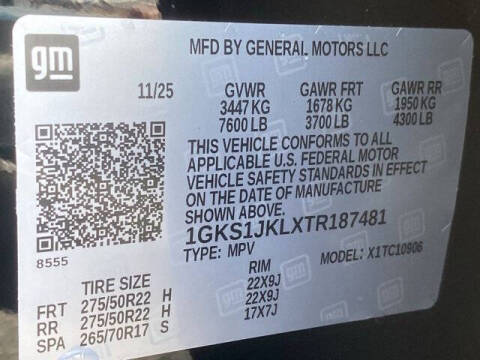 gm
MFD BY GENERAL MOTORS LLC
11/25 GVWR GAWR FRT GAWR RR
3447 KG 1678 KG 1950 KG
7600 LB 3700 LB 4300 LB
THIS VEHICLE CONFORMS TO ALL
APPLICABLE U.S. FEDERAL MOTOR
VEHICLE SAFETY STANDARDS IN EFFECT
ON THE DATE OF MANUFACTURE
SHOWN ABOVE.
1GKS1JKLXTR187481
8555 TYPE: MPV MODEL: X1TC10906
TIRE SIZE RIM
FRT 275/50R22 H 22X9J
RR 275/50R22 H 22X9J
SPA 265/70R17 S 17X7J